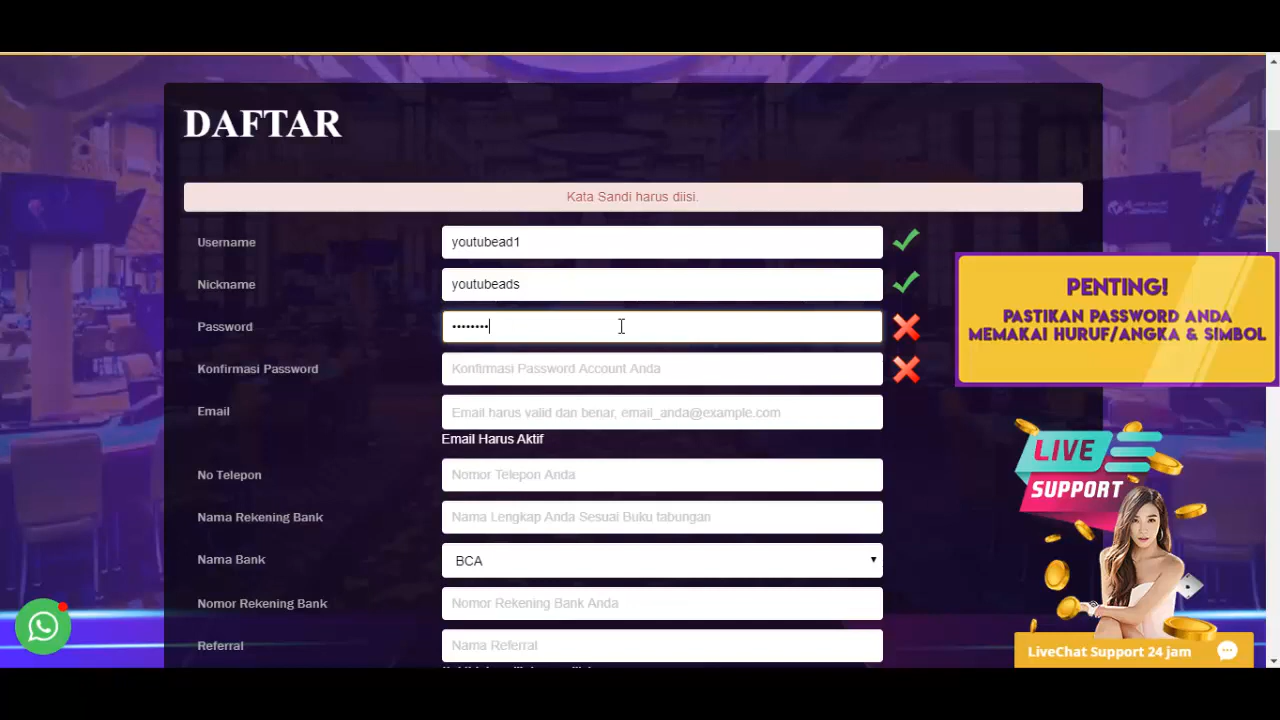 DAFTAR
Kata Sandi harus diisi.
Username
youtubead1
Nickname
youtubeads
Password
••••••••
Konfirmasi Password
Konfirmasi Password Account Anda
Email
Email harus valid dan benar, email_anda@example.com
Email Harus Aktif
No Telepon
Nomor Telepon Anda
Nama Rekening Bank
Nama Lengkap Anda Sesuai Buku tabungan
Nama Bank
BCA
Nomor Rekening Bank
Nomor Rekening Bank Anda
Referral
Nama Referral
PENTING!
PASTIKAN PASSWORD ANDA
MEMAKAI HURUF/ANGKA & SIMBOL
LIVE
SUPPORT
LiveChat Support 24 jam